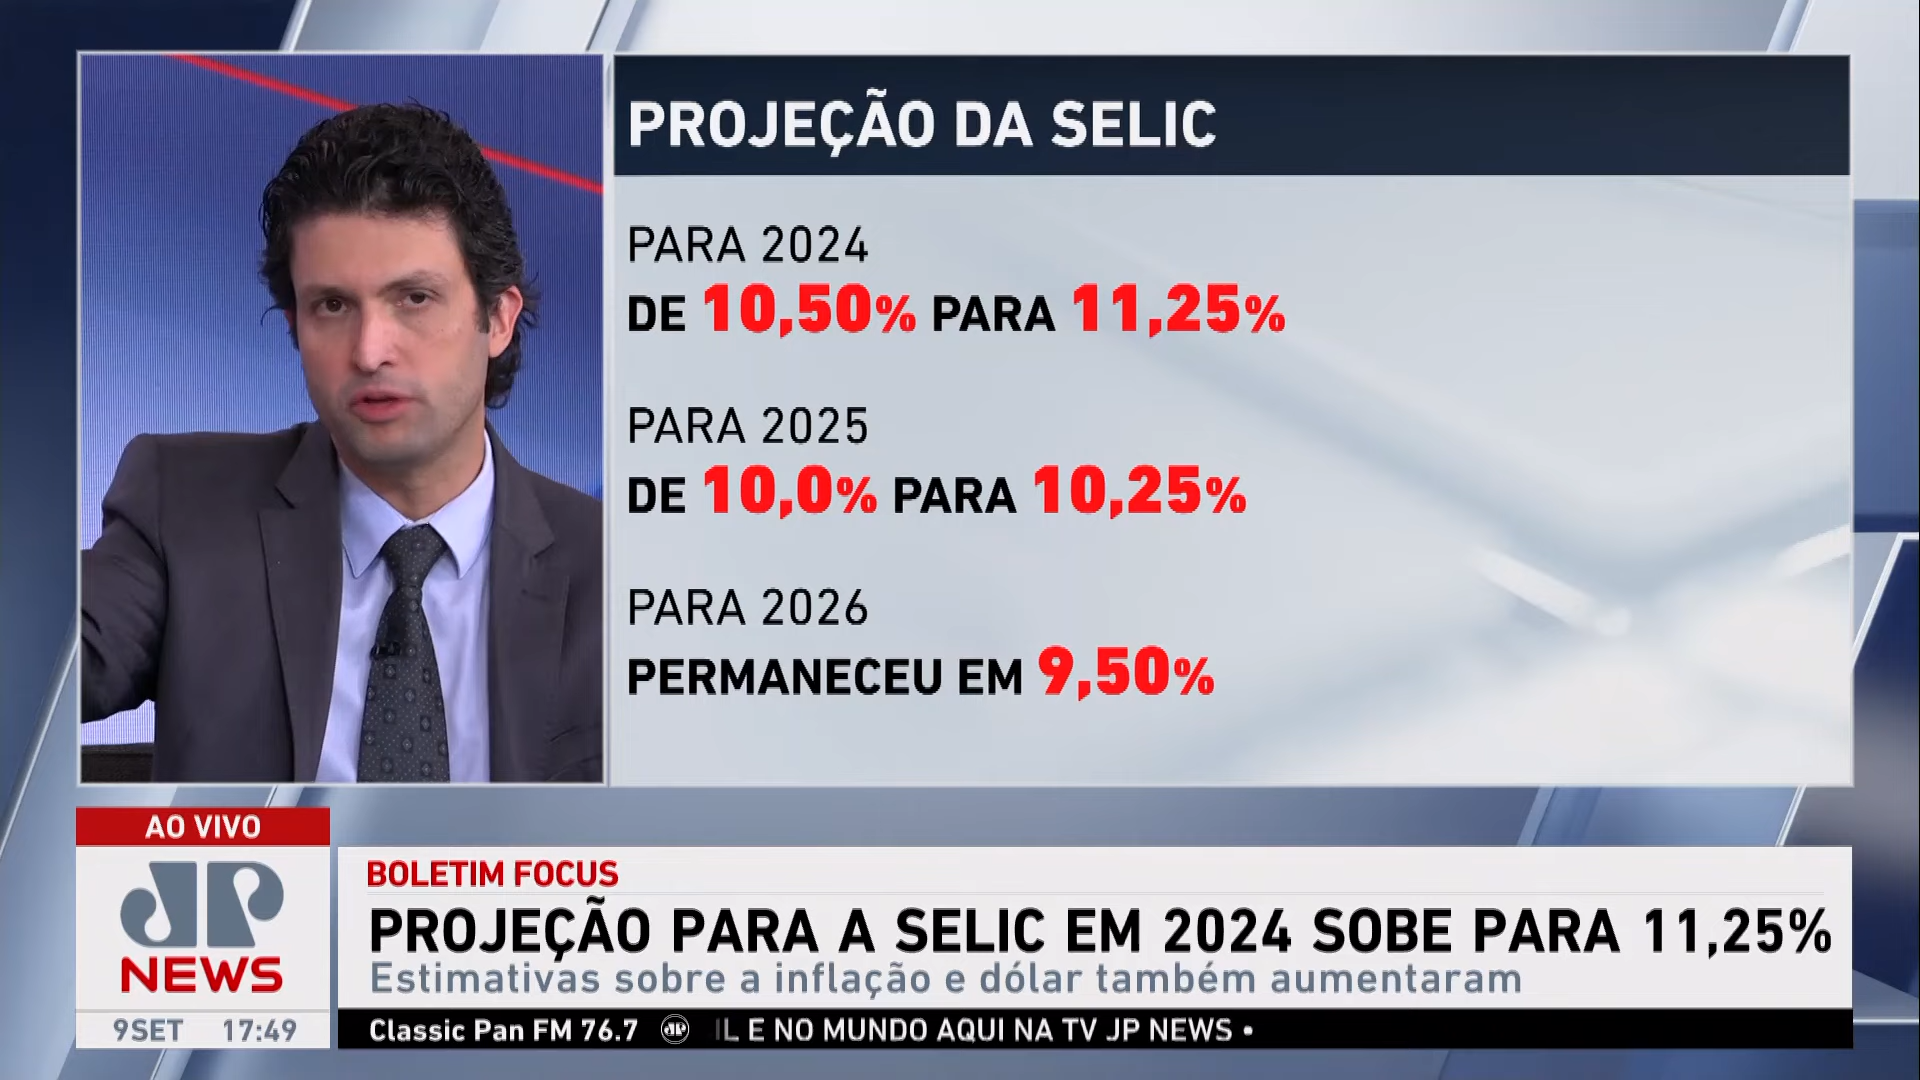 PROJEÇÃO DA SELIC
PARA 2024
DE 10,50% PARA 11,25%
PARA 2025
DE 10,0% PARA 10,25%
PARA 2026
PERMANECEU EM 9,50%
AO VIVO
JP
NEWS
9SET 17:49
BOLETIM FOCUS
PROJEÇÃO PARA A SELIC EM 2024 SOBE PARA 11,25%
Estimativas sobre a inflação e dólar também aumentaram
Classic Pan FM 76.7 JP IL E NO MUNDO AQUI NA TV JP NEWS •